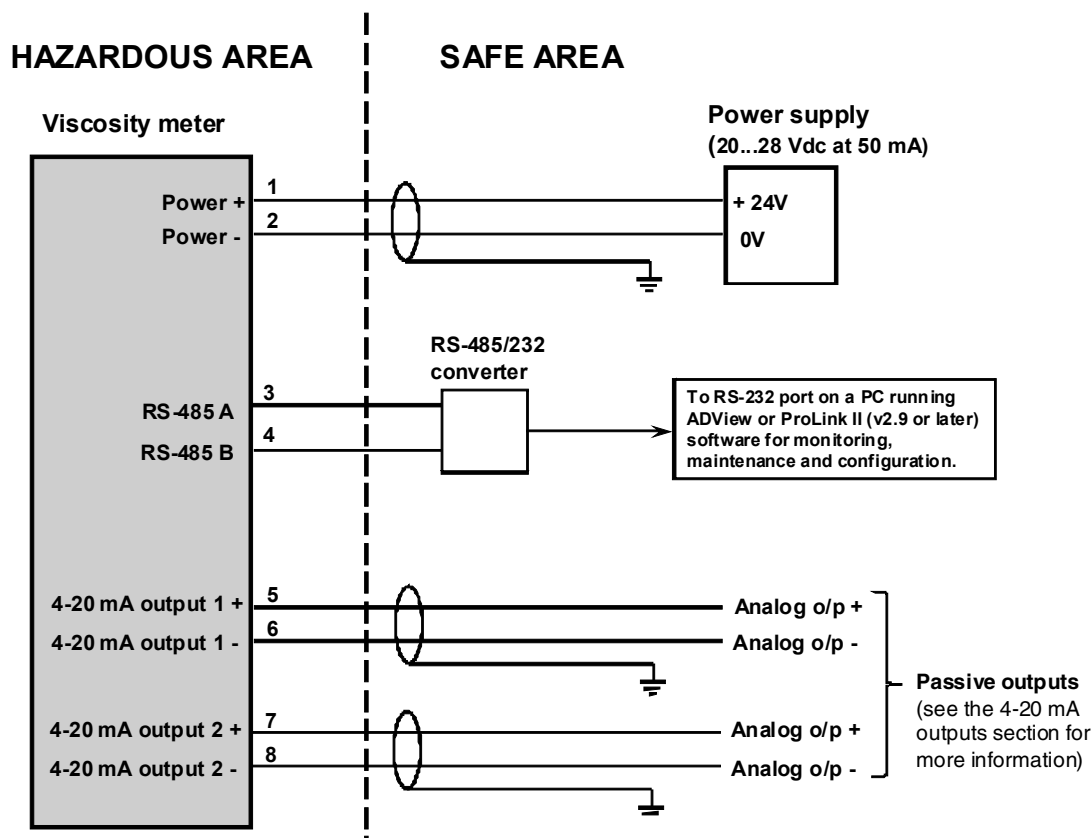 HAZARDOUS AREA
SAFE AREA
Viscosity meter
Power supply
(20...28 Vdc at 50 mA)
Power +
1
+ 24V
Power -
2
0V
RS-485/232
converter
RS-485 A
3
RS-485 B
4
To RS-232 port on a PC running
ADView or ProLink II (v2.9 or later)
software for monitoring,
maintenance and configuration.
4-20 mA output 1 +
5
Analog o/p +
4-20 mA output 1 -
6
Analog o/p -
4-20 mA output 2 +
7
Analog o/p +
4-20 mA output 2 -
8
Analog o/p -
Passive outputs
(see the 4-20 mA
outputs section for
more information)